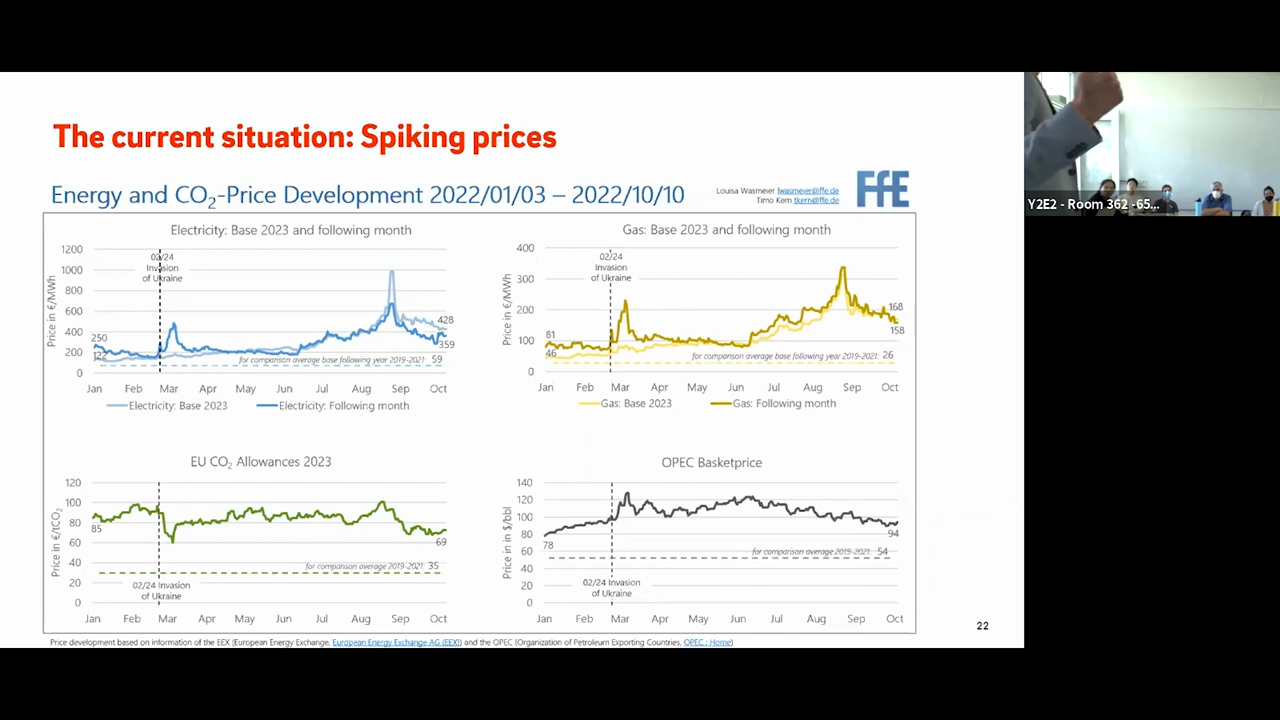 The current situation: Spiking prices
Energy and CO2-Price Development 2022/01/03 – 2022/10/10
Louisa Wasmeier lwasmeier@ffe.de
Timo Kern tkern@ffe.de
FfE
Electricity: Base 2023 and following month
Price in €/MWh
1200
1000
800
600
400
200
0
02/24
Invasion
of Ukraine
250
122
428
359
for comparison average base following year 2019-2021: 59
Jan Feb Mar Apr May Jun Jul Aug Sep Oct
Electricity: Base 2023 Electricity: Following month
Gas: Base 2023 and following month
Price in €/MWh
400
300
200
100
0
02/24
Invasion
of Ukraine
81
46
168
158
for comparison average base following year 2019-2021: 26
Jan Feb Mar Apr May Jun Jul Aug Sep Oct
Gas: Base 2023 Gas: Following month
EU CO2 Allowances 2023
Price in €/tCO2
120
100
80
60
40
20
0
85
69
for comparison average 2019-2021: 35
02/24 Invasion
of Ukraine
Jan Feb Mar Apr May Jun Jul Aug Sep Oct
OPEC Basketprice
Price in in $/bbl
140
120
100
80
60
40
20
0
78
94
for comparison average 2019-2021: 54
02/24 Invasion
of Ukraine
Jan Feb Mar Apr May Jun Jul Aug Sep Oct
Price development based on information of the EEX (European Energy Exchange, European Energy Exchange AG (EEX)) and the OPEC (Organization of Petroleum Exporting Countries, OPEC : Home)
22
Y2E2 - Room 362 -65...